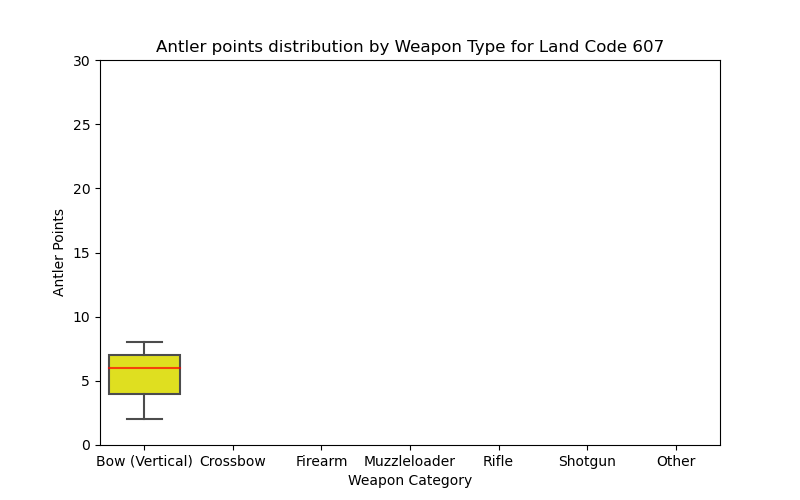 Antler points distribution by Weapon Type for Land Code 607
30
25
20
15
10
5
0
Antler Points
Bow (Vertical) Crossbow Firearm Muzzleloader Rifle Shotgun Other
Weapon Category